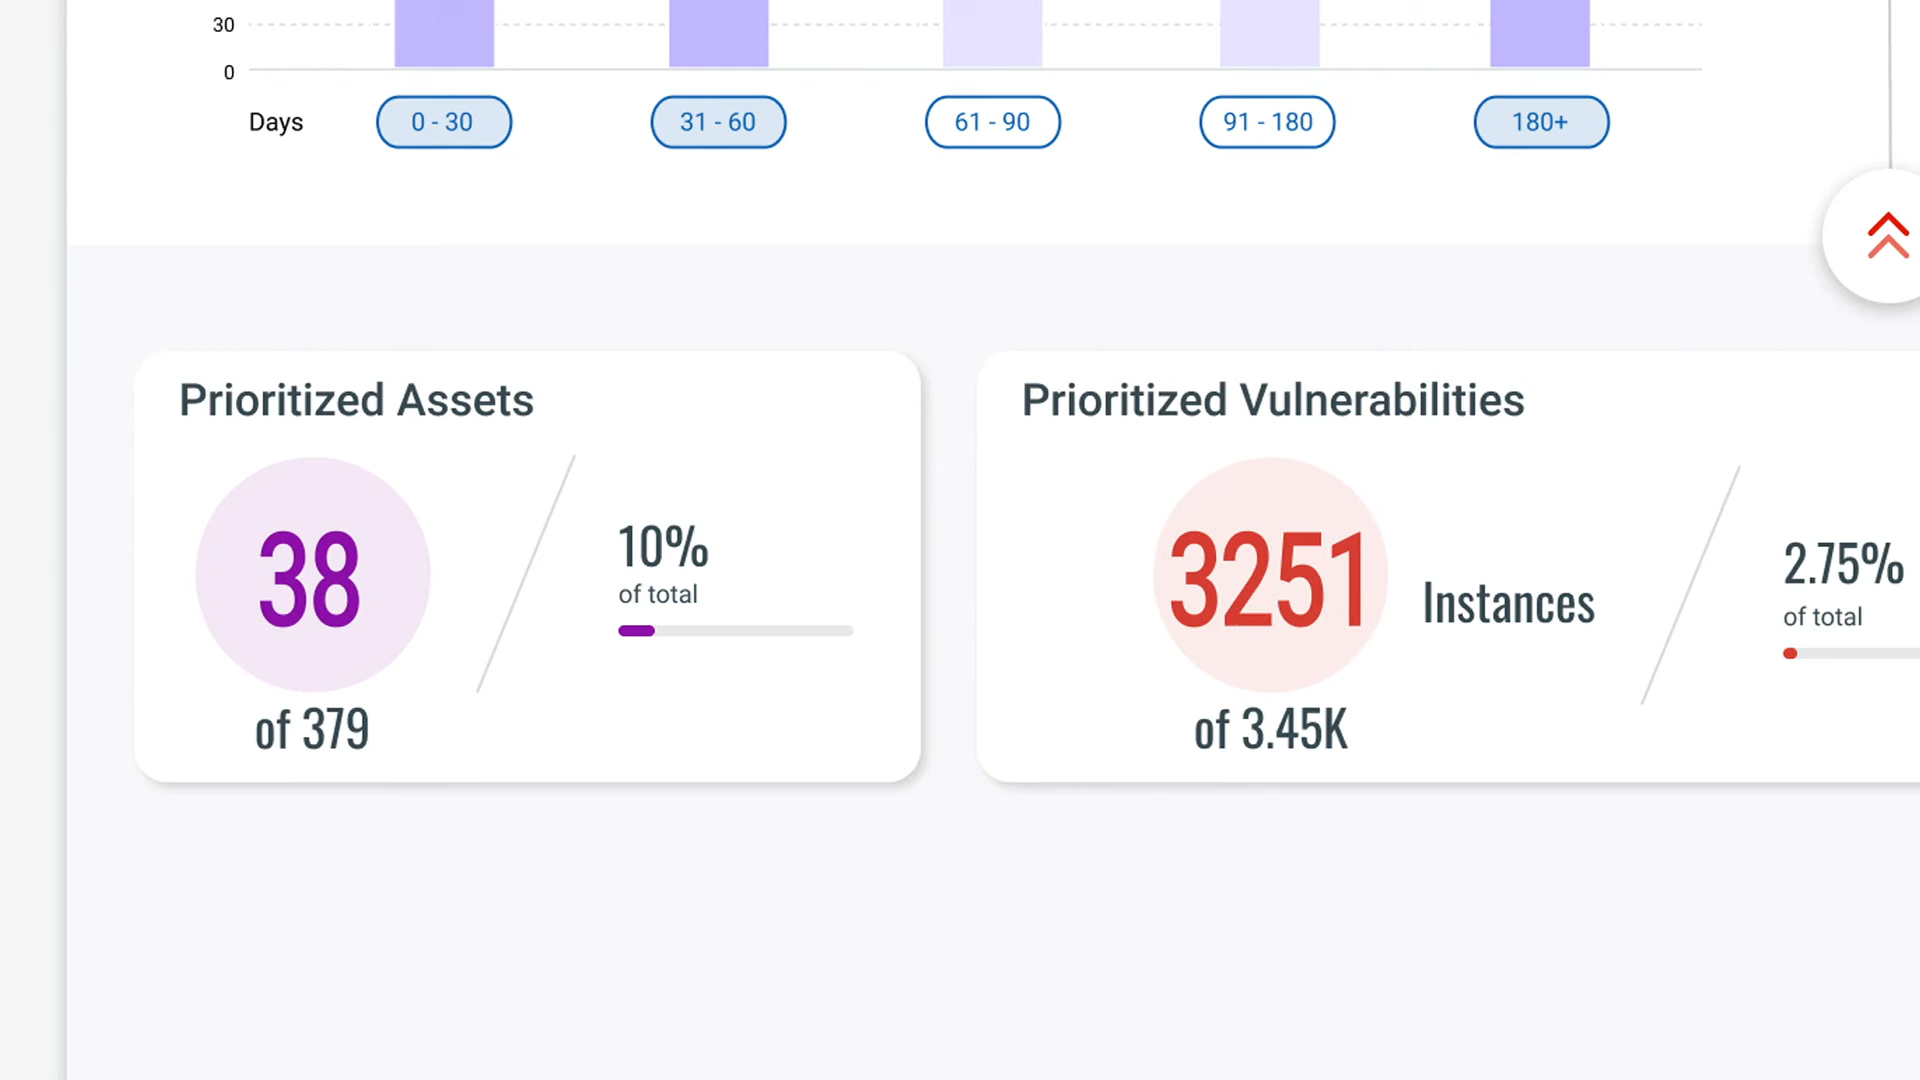 30
0
Days
0 - 30
31 - 60
61 - 90
91 - 180
180+
Prioritized Assets
38
of 379
10%
of total
Prioritized Vulnerabilities
3251
Instances
of 3.45K
2.75%
of total